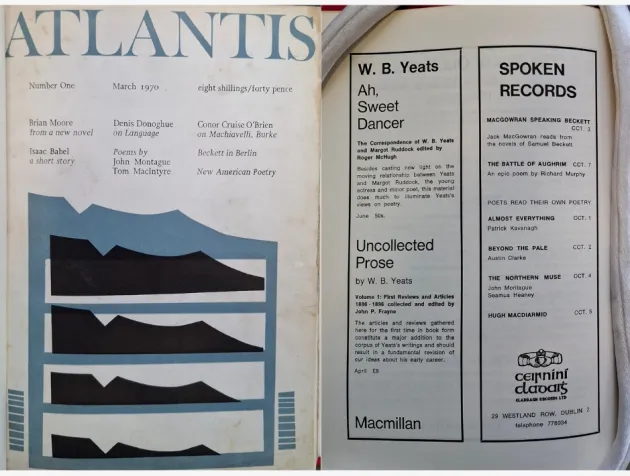 ATLANTIS
Number One March 1970 eight shillings/forty pence
Brian Moore
from a new novel
Isaac Babel
a short story
Denis Donoghue
on Language
Poems by
John Montague
Tom MacIntyre
Conor Cruise O'Brien
on Machiavelli, Burke
Beckett in Berlin
New American Poetry
W. B. Yeats
Ah,
Sweet
Dancer
The Correspondence of W. B. Yeats
and Margot Ruddock edited by
Roger McHugh
Besides casting new light on the
moving relationship between Yeats
and Margot Ruddock, the young
actress and minor poet, this material
does much to illuminate Yeats's
views on poetry.
June 50s.
Uncollected
Prose
by W. B. Yeats
Volume 1: First Reviews and Articles
1886-1896 collected and edited by
John P. Frayne
The articles and reviews gathered
here for the first time in book form
constitute a major addition to the
corpus of Yeats's writings and should
result in a fundamental revision of
our ideas about his early career.
April £6
Macmillan
SPOKEN
RECORDS
MACGOWRAN SPEAKING BECKETT
CCT. 3
Jack MacGowran reads from
the novels of Samuel Beckett.
THE BATTLE OF AUGHRIM CCT. 7
An epic poem by Richard Murphy
POETS READ THEIR OWN POETRY
ALMOST EVERYTHING CCT. 1
Patrick Kavanagh
BEYOND THE PALE CCT. 2
Austin Clarke
THE NORTHERN MUSE CCT. 4
John Montague
Seamus Heaney
HUGH MACDIARMID CCT. 5
ceirníní
cladaig
CLADDAGH RECORDS LTD
29 WESTLAND ROW, DUBLIN 2
telephone 778034